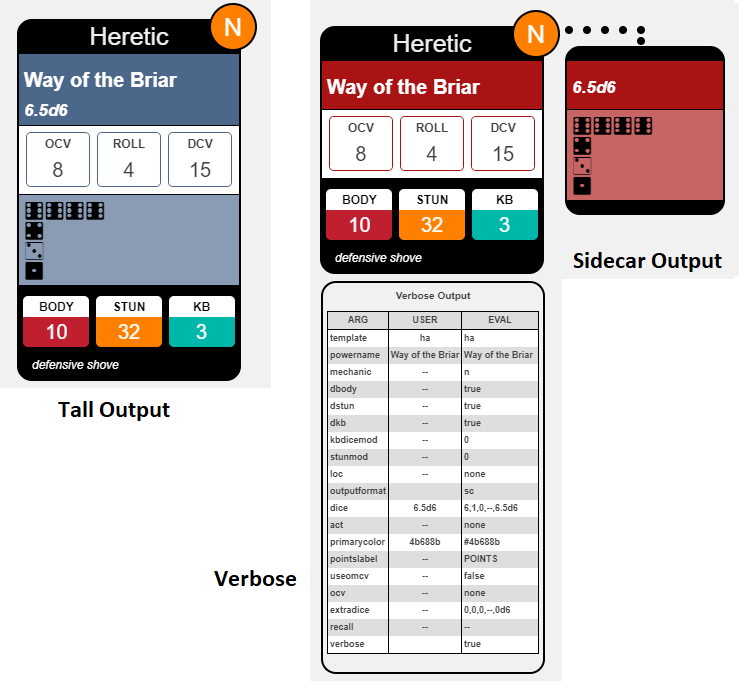 Heretic
N
Way of the Briar
6.5d6
OCV ROLL DCV
8 4 15
BODY STUN KB
10 32 3
defensive shove
Tall Output
Heretic
N
Way of the Briar
OCV ROLL DCV
8 4 15
BODY STUN KB
10 32 3
defensive shove
6.5d6
Sidecar Output
Verbose Output
ARG USER EVAL
template ha ha
powername Way of the Briar Way of the Briar
mechanic -- n
dbody -- true
dstun -- true
dkb -- true
kbdicemod -- 0
stunmod -- 0
loc -- none
outputformat sc
dice 6.5d6 6,1,0,--,6.5d6
act -- none
primarycolor 4b688b #4b688b
pointslabel -- POINTS
useomcv -- false
ocv -- none
extradice -- 0,0,0,--,0d6
recall -- --
verbose true
Verbose